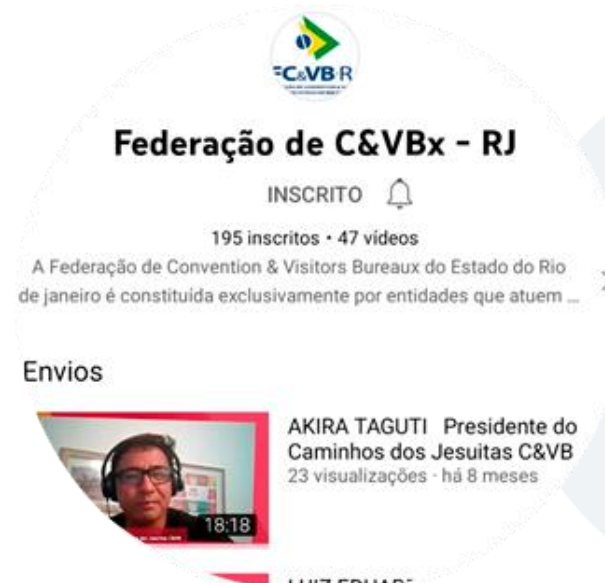 FC&VB-R
Federação de C&VBx - RJ
INSCRITO
195 inscritos • 47 vídeos
A Federação de Convention & Visitors Bureaux do Estado do Rio
de janeiro é constituída exclusivamente por entidades que atuem ...
Envios
AKIRA TAGUTI Presidente do
Caminhos dos Jesuitas C&VB
23 visualizações · há 8 meses
18:18